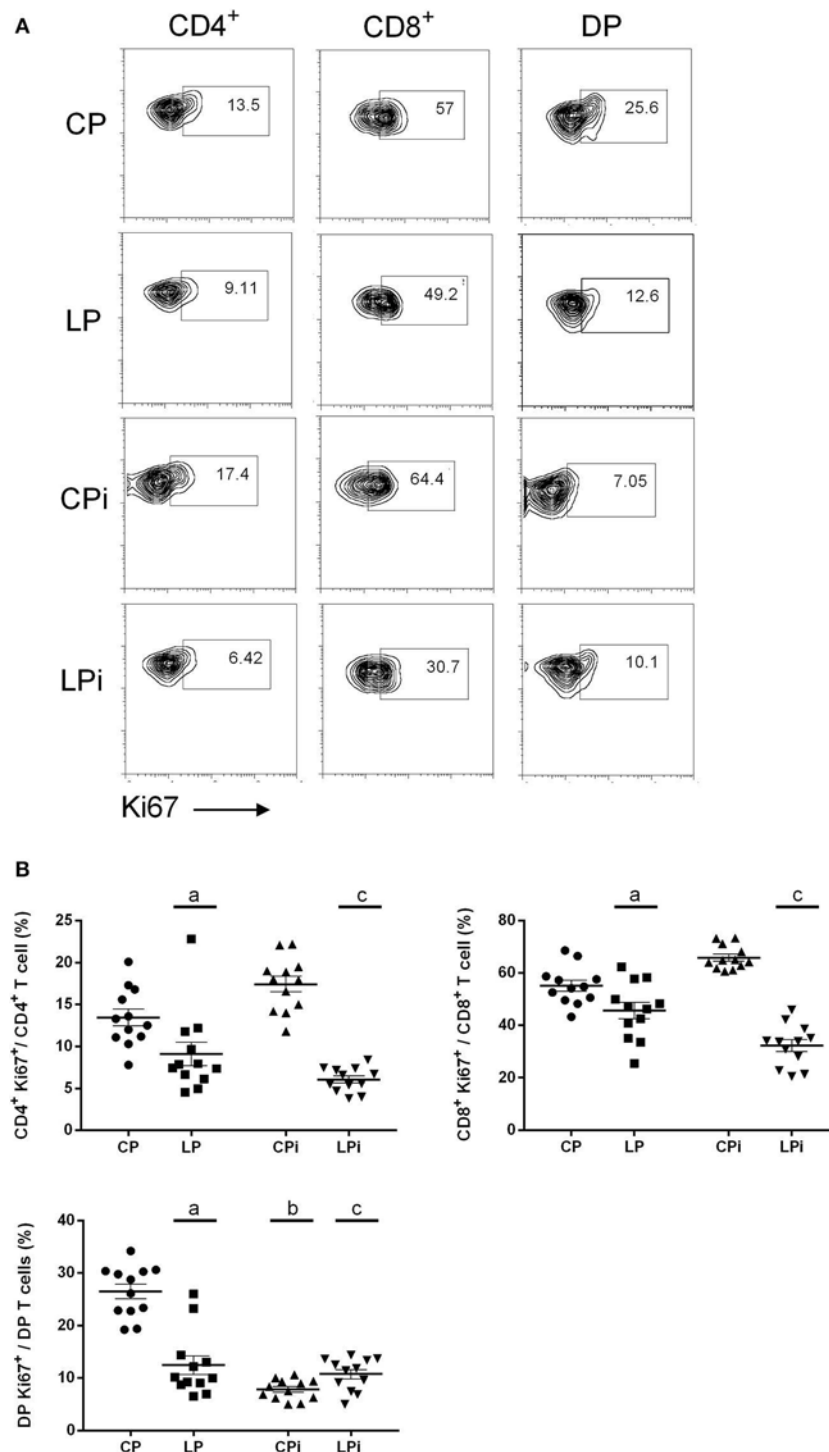 A
CD4+ CD8+ DP
CP 13.5 57 25.6
LP 9.11 49.2 12.6
CPi 17.4 64.4 7.05
LPi 6.42 30.7 10.1
Ki67
B
CD4+ Ki67+/ CD4+ T cell (%)
25
20
15
10
5
0
a c
CP LP CPi LPi
CD8+ Ki67+ / CD8+ T cell (%)
80
60
40
20
0
a c
CP LP CPi LPi
DP Ki67+ / DP T cells (%)
40
30
20
10
0
a b c
CP LP CPi LPi